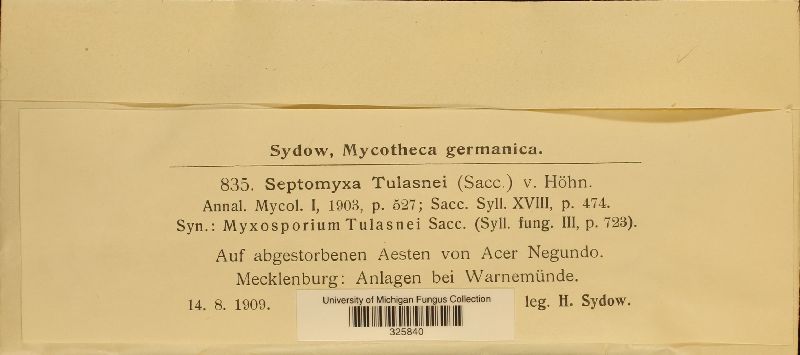 Sydow, Mycotheca germanica.
835. Septomyxa Tulasnei (Sacc.) v. Höhn.
Annal. Mycol. I, 1903, p. 527; Sacc. Syll. XVIII, p. 474.
Syn.: Myxosporium Tulasnei Sacc. (Syll. fung. III, p. 723).
Auf abgestorbenen Aesten von Acer Negundo.
Mecklenburg: Anlagen bei Warnemünde.
14. 8. 1909. leg. H. Sydow.
University of Michigan Fungus Collection
325840